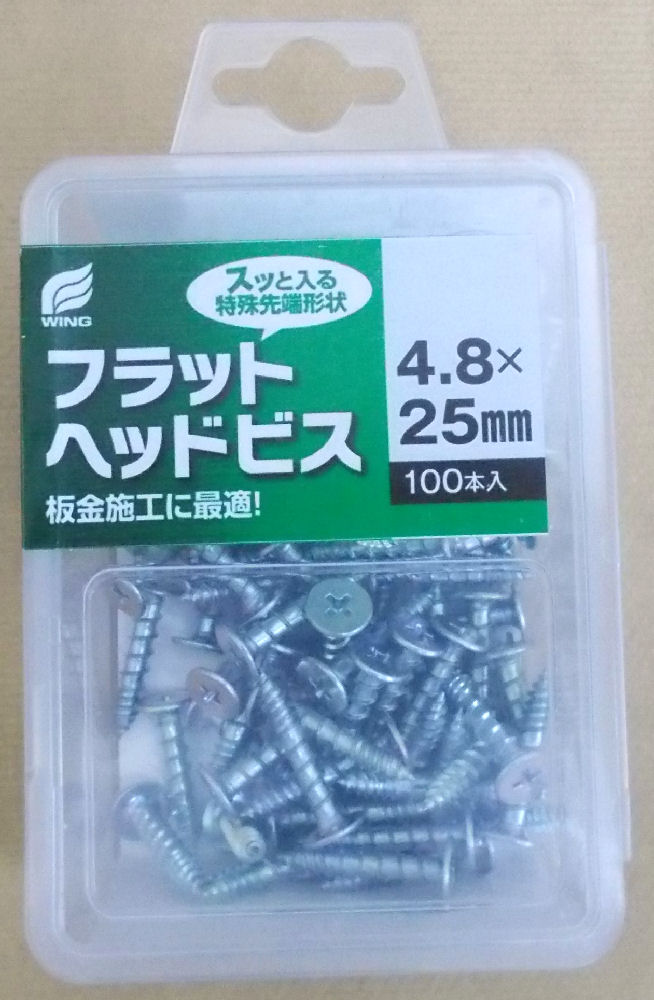 WING
スッと入る
特殊先端形状
フラット
ヘッドビス
板金施工に最適!
4.8×
25mm
100本入